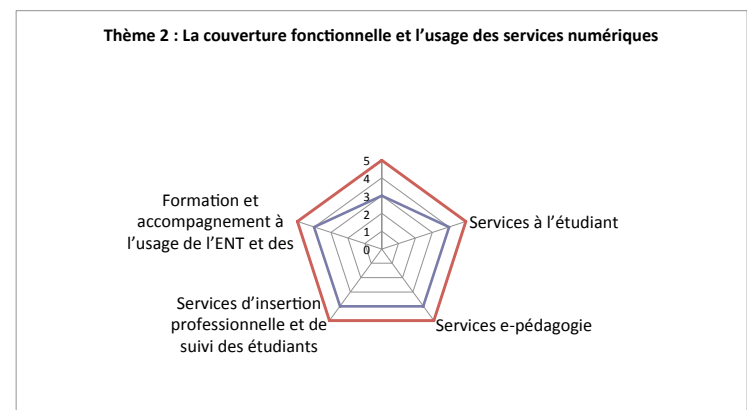 Thème 2 : La couverture fonctionnelle et l’usage des services numériques
5
4
3
2
1
0
Services à l’étudiant
Services e-pédagogie
Services d’insertion
professionnelle et de
suivi des étudiants
Formation et
accompagnement à
l’usage de l’ENT et des